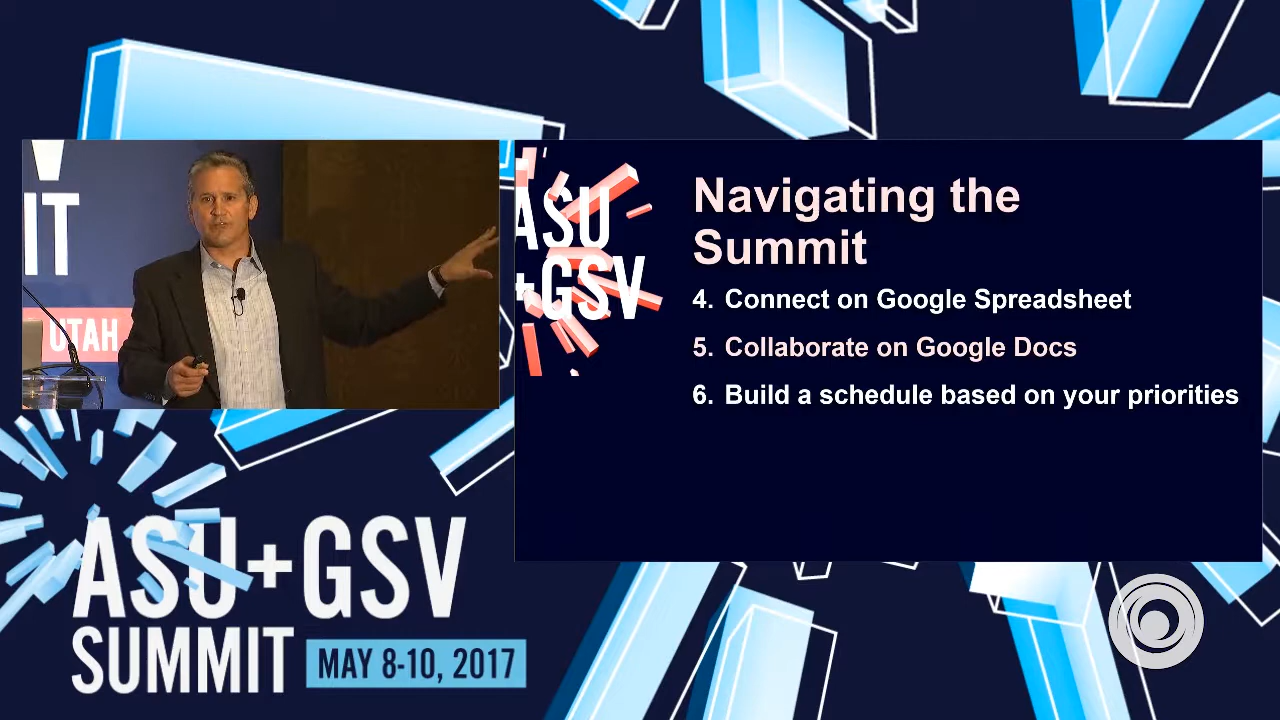 IT
UTAH
ASU
+GSV
Navigating the
Summit
4. Connect on Google Spreadsheet
5. Collaborate on Google Docs
6. Build a schedule based on your priorities
ASU+GSV
SUMMIT
MAY 8-10, 2017